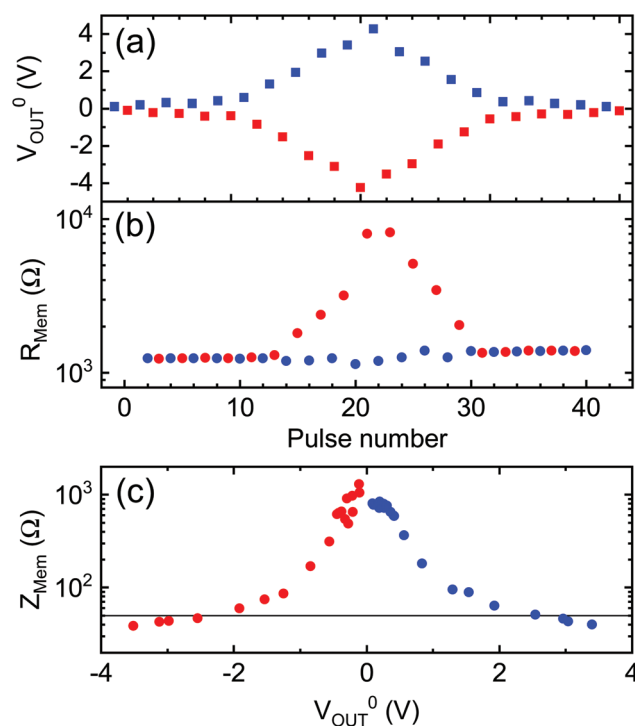 (a)
V_OUT^0 (V)
4
2
0
-2
-4
(b)
R_Mem (Ω)
10^4
10^3
0 10 20 30 40
Pulse number
(c)
Z_Mem (Ω)
10^3
10^2
-4 -2 0 2 4
V_OUT^0 (V)